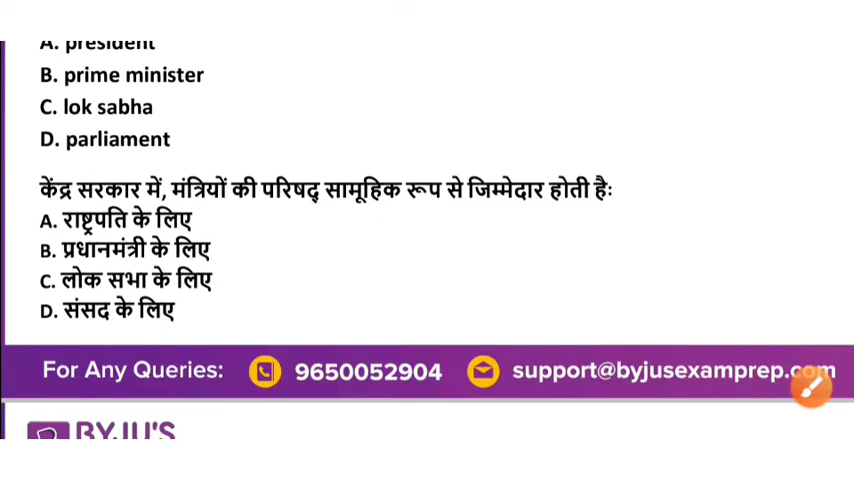 A. president
B. prime minister
C. lok sabha
D. parliament
केंद्र सरकार में, मंत्रियों की परिषद् सामूहिक रूप से जिम्मेदार होती हैः
A. राष्ट्रपति के लिए
B. प्रधानमंत्री के लिए
C. लोक सभा के लिए
D. संसद के लिए
For Any Queries: 9650052904 support@byjusexamprep.com
BYJU'S